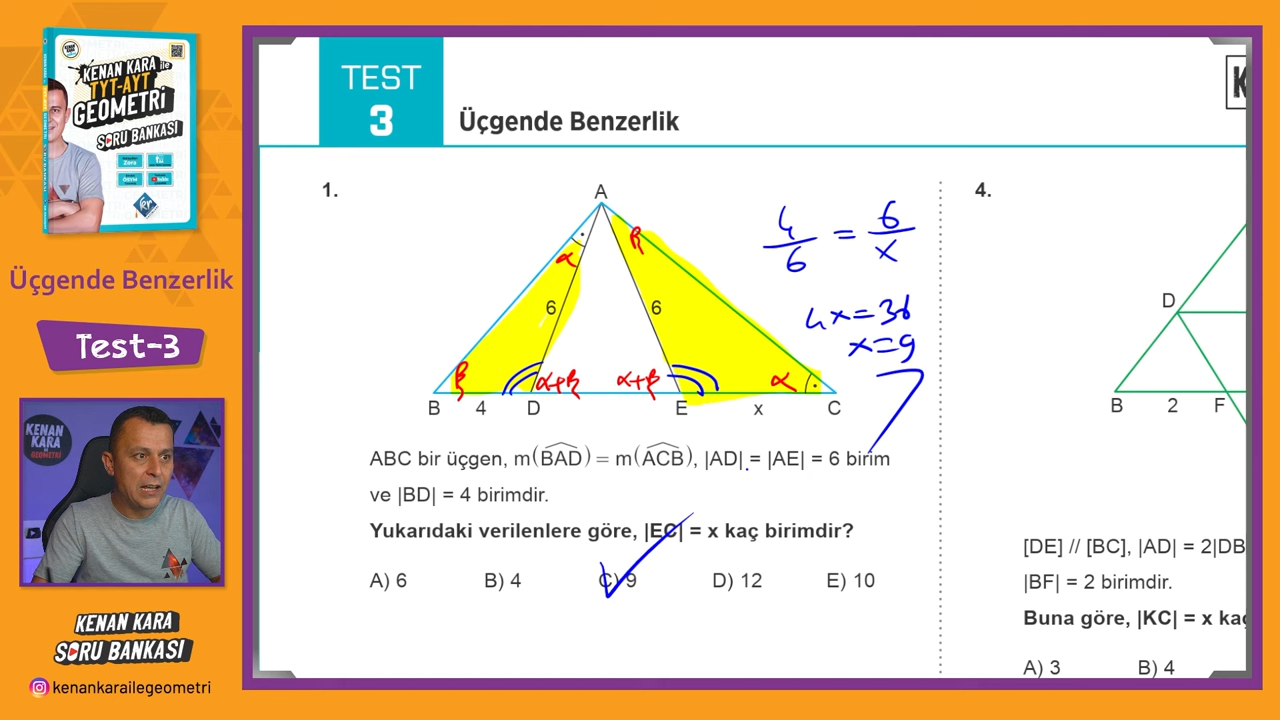 KENAN KARA ile
TYT-AYT
GEOMETRİ
SORU BANKASI
Üçgende Benzerlik
Test-3
KENAN
KARA
GEOMETRİ
KENAN KARA
SORU BANKASI
kenankarailegeometri
TEST
3
Üçgende Benzerlik
K
1.
A
α
β
6
6
β
α+β
α+β
α
B
4
D
E
x
C
4/6 = 6/x
4x=36
x=9
ABC bir üçgen, m(BAD) = m(ACB), |AD| = |AE| = 6 birim
ve |BD| = 4 birimdir.
Yukarıdaki verilenlere göre, |EC| = x kaç birimdir?
A) 6 B) 4 C) 9 D) 12 E) 10
4.
D
B
2
F
[DE] // [BC], |AD| = 2|DB
|BF| = 2 birimdir.
Buna göre, |KC| = x kaç
A) 3 B) 4